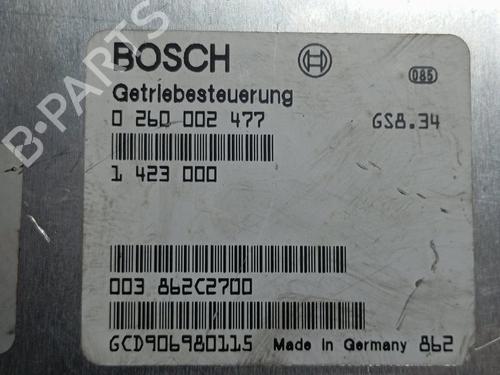 BOSCH
085
Getriebesteuerung
0 260 002 477 GS8.34
1 423 000
003 862C2700
GCD906980115 Made in Germany 862
B-PARTS